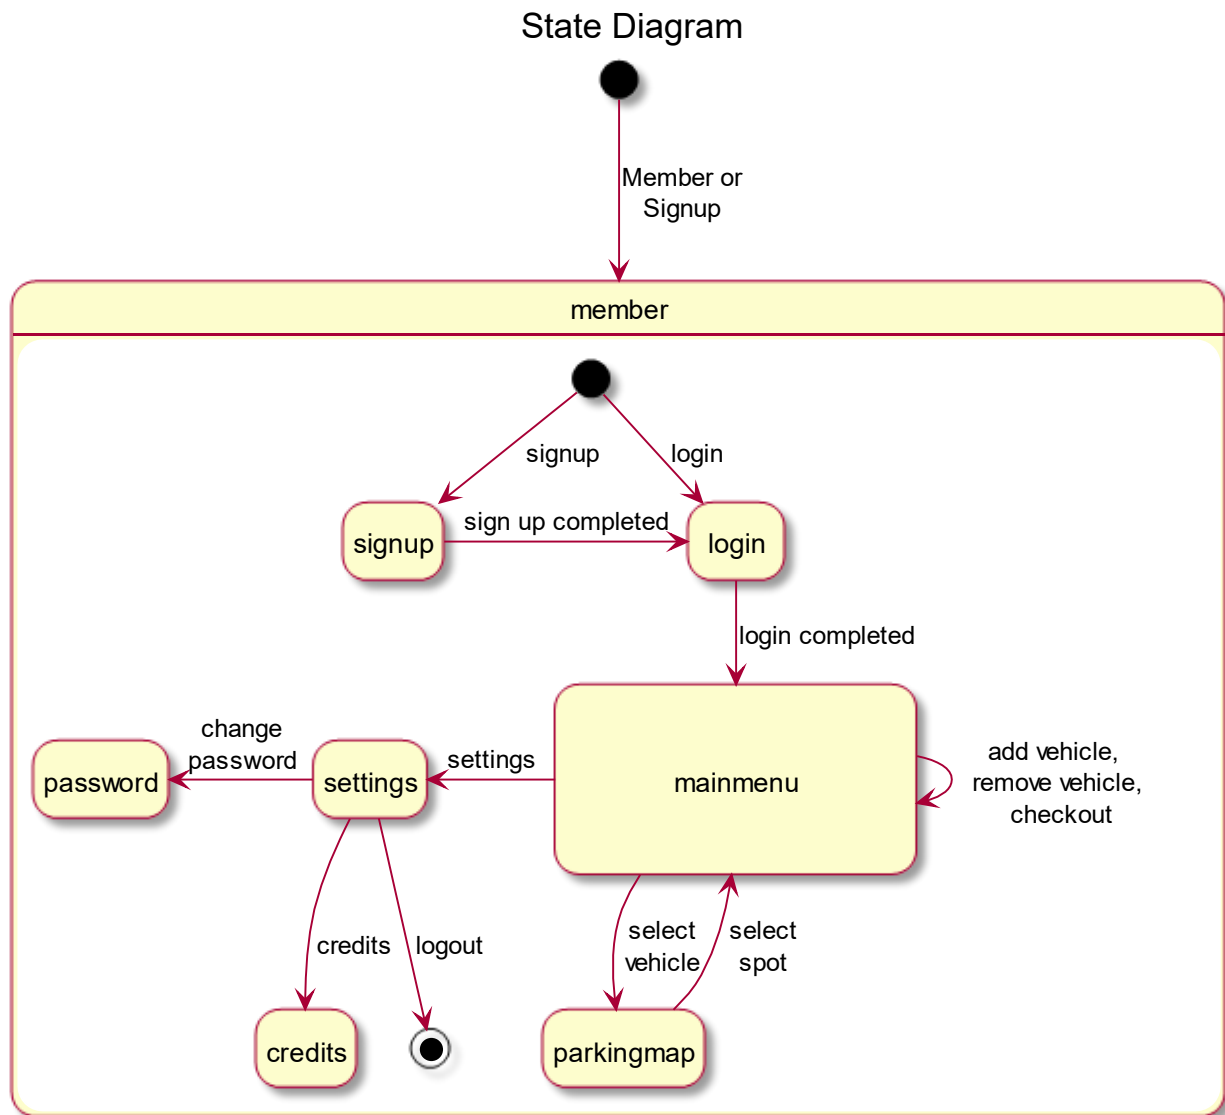 State Diagram
Member or
Signup
member
signup
login
signup
sign up completed
login
login completed
change
password
password
settings
settings
mainmenu
add vehicle,
remove vehicle,
checkout
credits
logout
select
vehicle
select
spot
credits
parkingmap